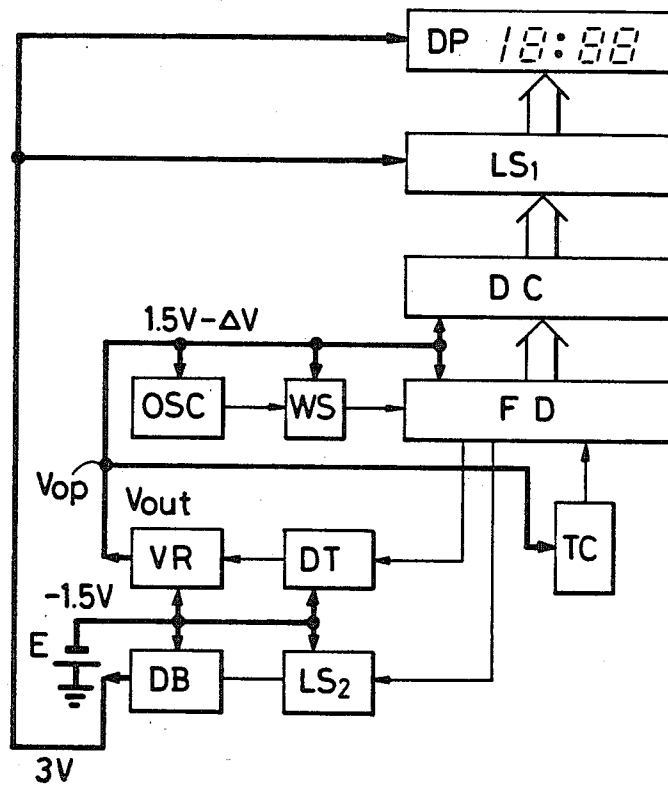 DP 18:88
LS1
DC
1.5V-ΔV
OSC
WS
FD
Vop
Vout
VR
DT
TC
-1.5V
E
DB
LS2
3V